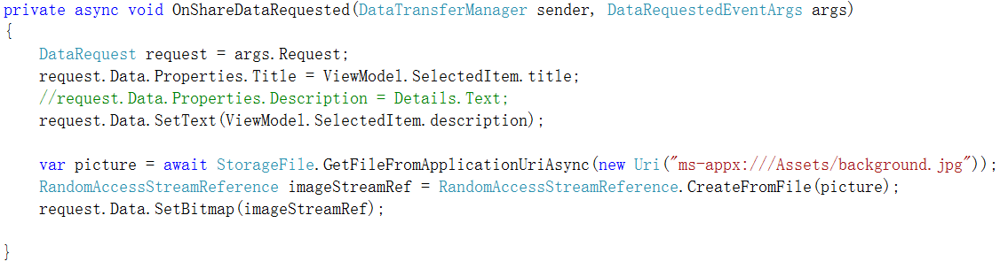 private async void OnShareDataRequested(DataTransferManager sender, DataRequestedEventArgs args)
{
    DataRequest request = args.Request;
    request.Data.Properties.Title = ViewModel.SelectedItem.title;
    //request.Data.Properties.Description = Details.Text;
    request.Data.SetText(ViewModel.SelectedItem.description);
    var picture = await StorageFile.GetFileFromApplicationUriAsync(new Uri("ms-appx:///Assets/background.jpg"));
    RandomAccessStreamReference imageStreamRef = RandomAccessStreamReference.CreateFromFile(picture);
    request.Data.SetBitmap(imageStreamRef);
}